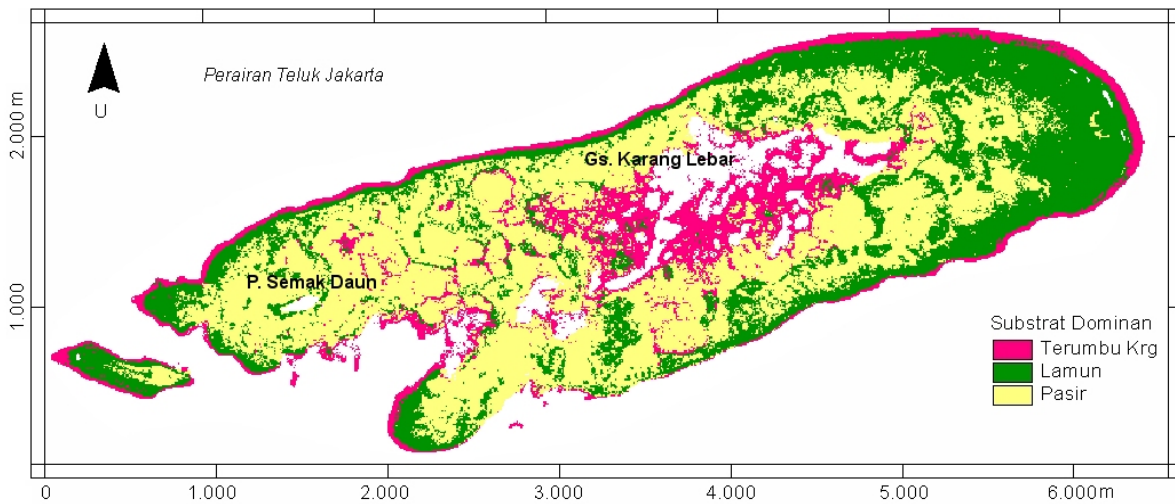 Perairan Teluk Jakarta
U
2.000 m
Gs. Karang Lebar
P. Semak Daun
1.000
Substrat Dominan
Terumbu Krg
Lamun
Pasir
0 1.000 2.000 3.000 4.000 5.000 6.000m